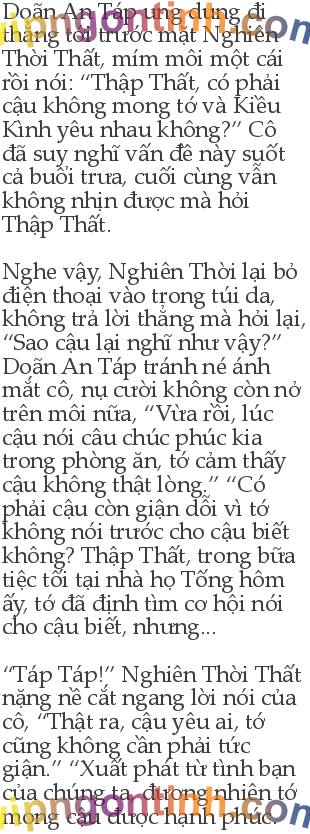 Doãn An Táp ưng dung đi
thẳng tới trước mặt Nghiên
Thời Thất, mím môi một cái
rồi nói: “Thập Thất, có phải
cậu không mong tớ và Kiều
Kình yêu nhau không?” Cô
đã suy nghĩ vấn đề này suốt
cả buổi trưa, cuối cùng vẫn
không nhịn được mà hỏi
Thập Thất.
Nghe vậy, Nghiên Thời lại bỏ
điện thoại vào trong túi da,
không trả lời thẳng mà hỏi lại,
“Sao cậu lại nghĩ như vậy?”
Doãn An Táp tránh né ánh
mắt cô, nụ cười không còn nở
trên môi nữa, “Vừa rồi, lúc
cậu nói câu chúc phúc kia
trong phòng ăn, tớ cảm thấy
cậu không thật lòng.” “Có
phải cậu còn giận dỗi vì tớ
không nói trước cho cậu biết
không? Thập Thất, trong bữa
tiệc tối tại nhà họ Tống hôm
ấy, tớ đã định tìm cơ hội nói
cho cậu biết, nhưng...
“Táp Táp!” Nghiên Thời Thất
nặng nề cắt ngang lời nói của
cô, “Thật ra, cậu yêu ai, tớ
cũng không cần phải tức
giận.” “Xuất phát từ tình bạn
của chúng ta, đương nhiên tớ
mong cậu được hạnh phúc.